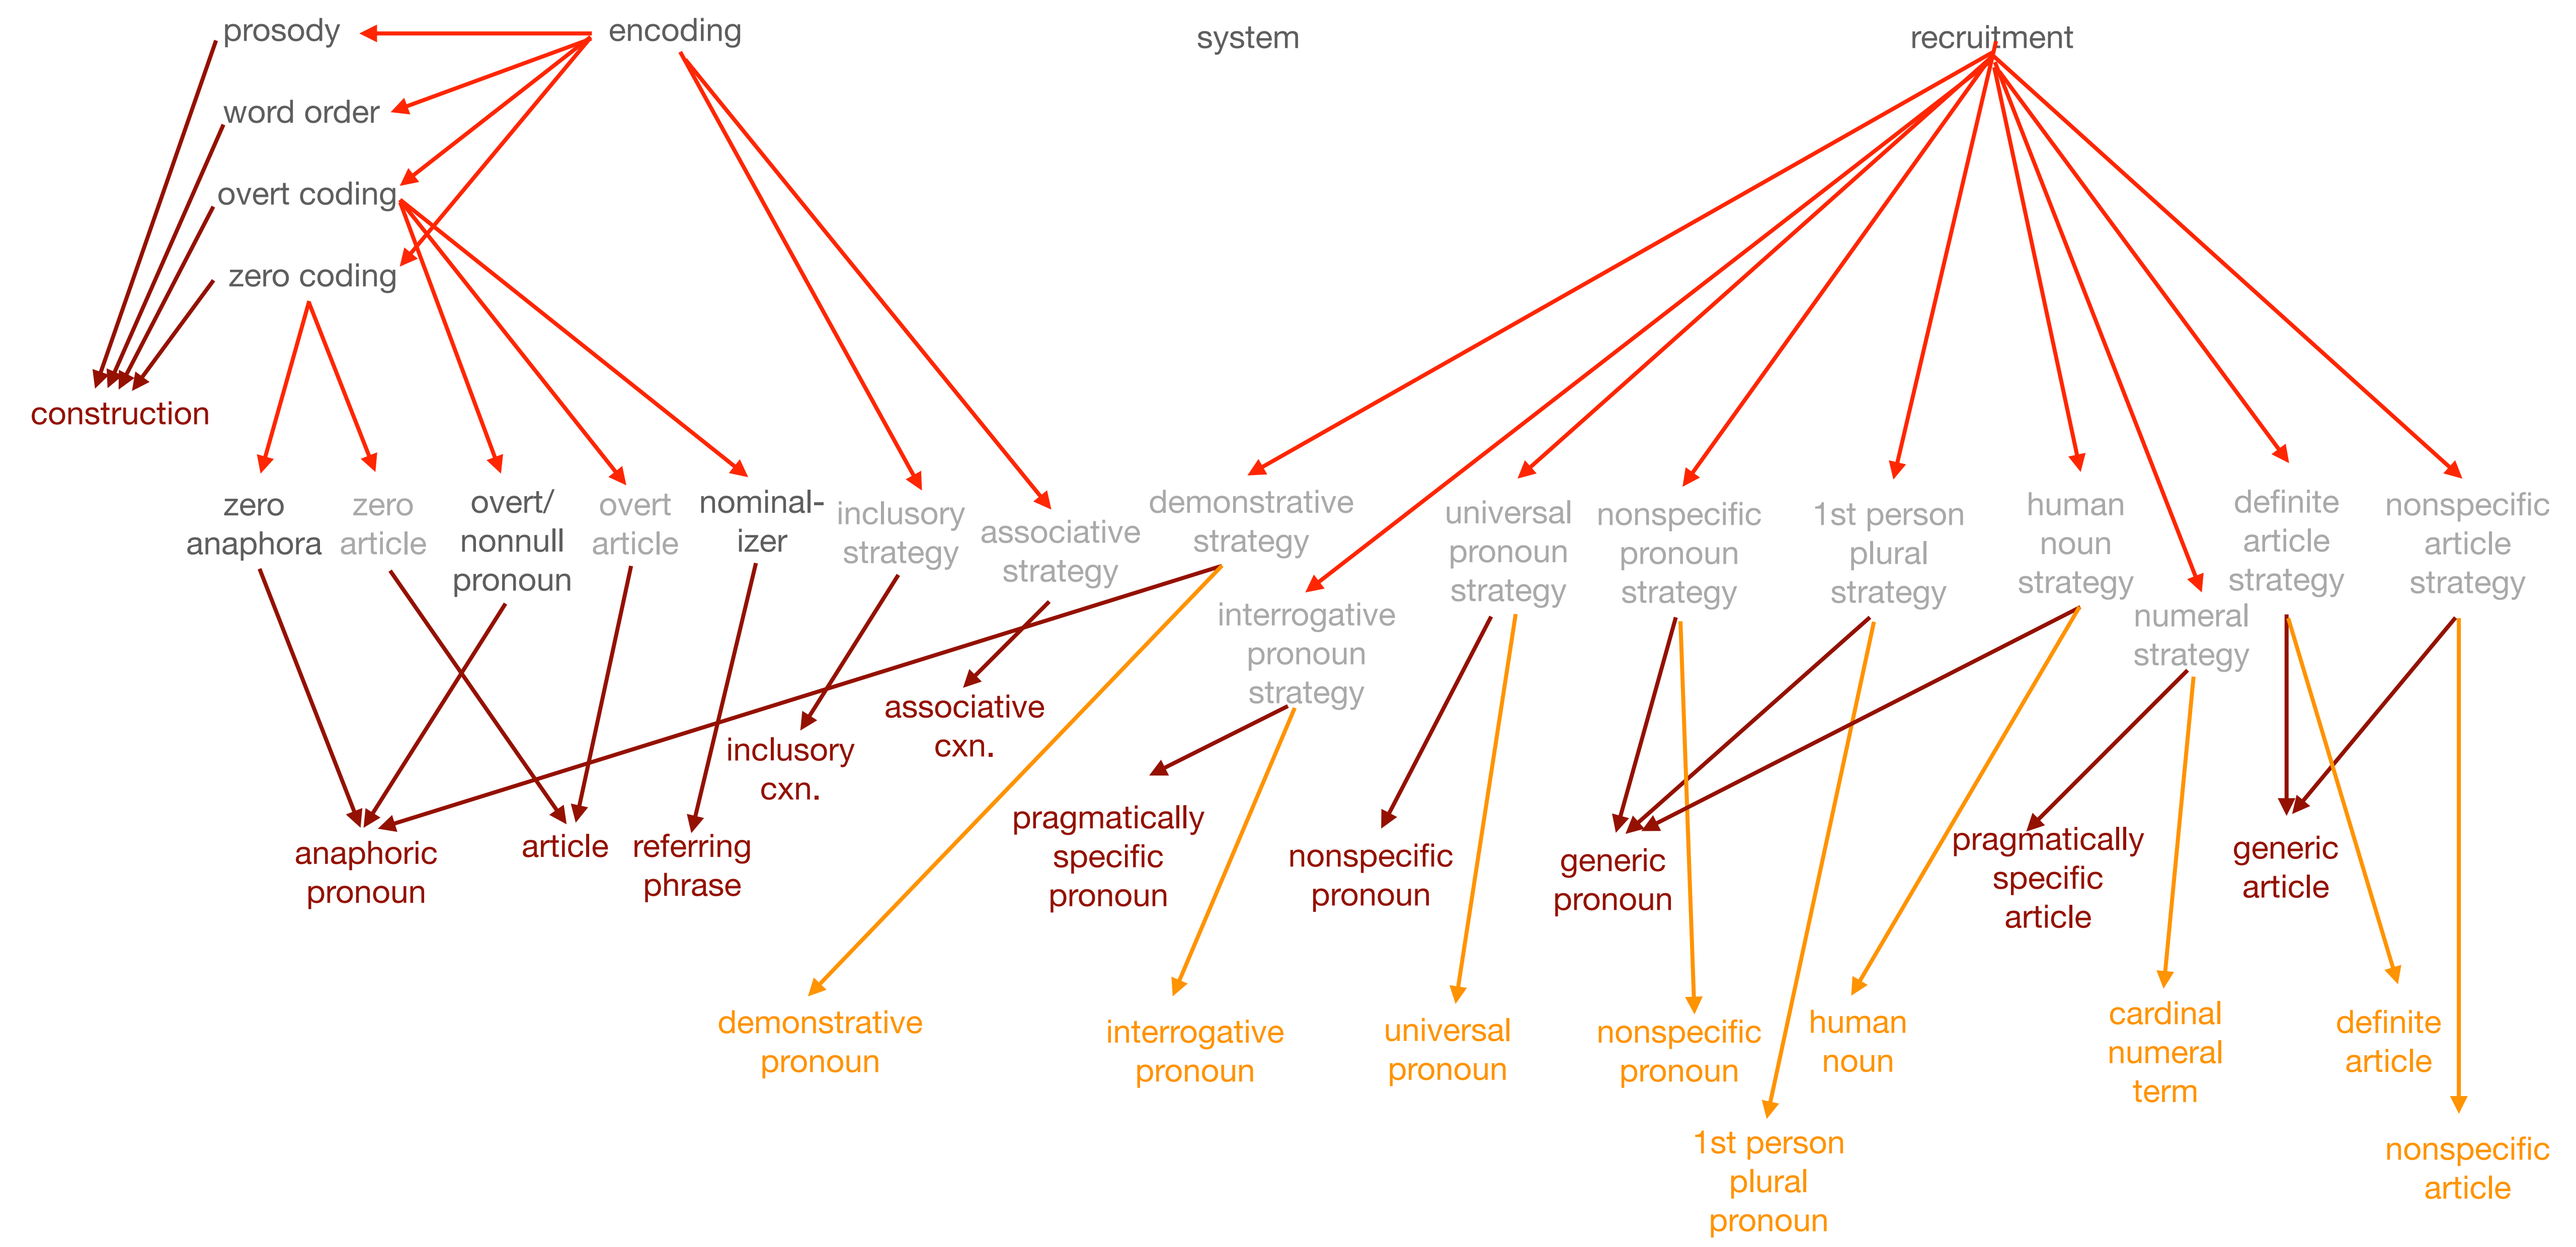 prosody
encoding
system
recruitment
word order
overt coding
zero coding
construction
zero
anaphora
zero
article
overt/
nonnull
pronoun
overt
article
nominal-
izer
inclusory
strategy
associative
strategy
demonstrative
strategy
interrogative
pronoun
strategy
universal
pronoun
strategy
nonspecific
pronoun
strategy
1st person
plural
strategy
human
noun
strategy
numeral
strategy
definite
article
strategy
nonspecific
article
strategy
anaphoric
pronoun
article
referring
phrase
inclusory
cxn.
associative
cxn.
pragmatically
specific
pronoun
nonspecific
pronoun
generic
pronoun
pragmatically
specific
article
generic
article
demonstrative
pronoun
interrogative
pronoun
universal
pronoun
nonspecific
pronoun
1st person
plural
pronoun
human
noun
cardinal
numeral
term
definite
article
nonspecific
article